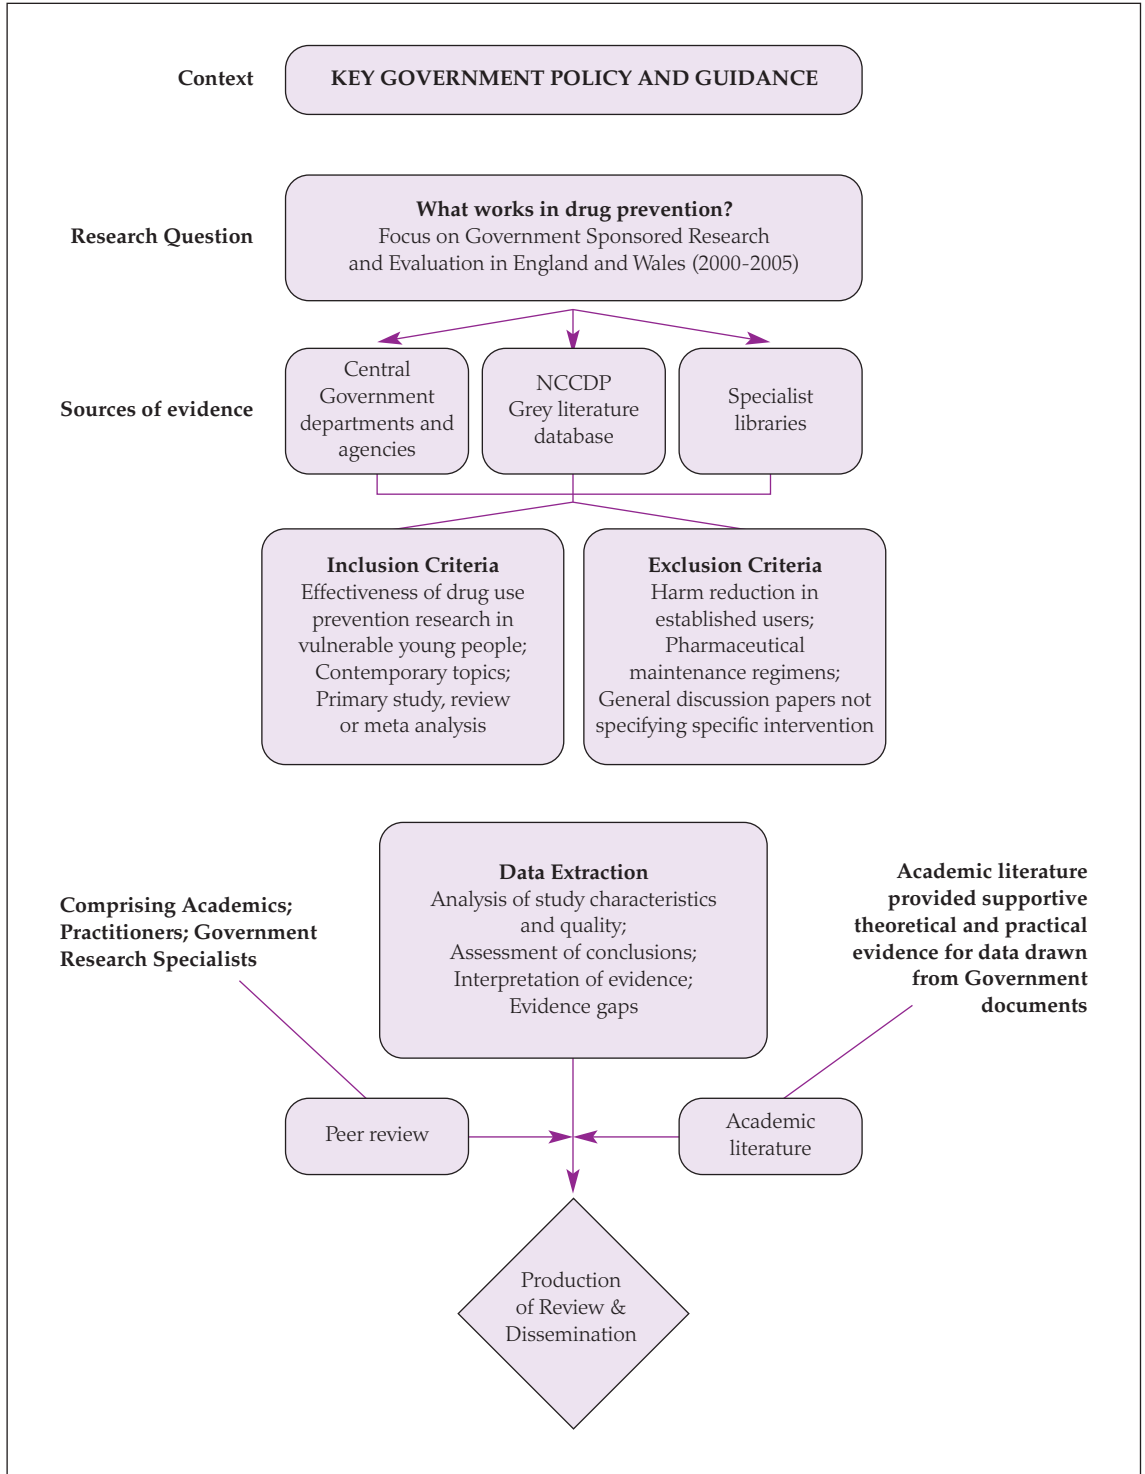 Context
KEY GOVERNMENT POLICY AND GUIDANCE
Research Question
What works in drug prevention?
Focus on Government Sponsored Research
and Evaluation in England and Wales (2000-2005)
Sources of evidence
Central
Government
departments and
agencies
NCCDP
Grey literature
database
Specialist
libraries
Inclusion Criteria
Effectiveness of drug use
prevention research in
vulnerable young people;
Contemporary topics;
Primary study, review
or meta analysis
Exclusion Criteria
Harm reduction in
established users;
Pharmaceutical
maintenance regimens;
General discussion papers not
specifying specific intervention
Data Extraction
Analysis of study characteristics
and quality;
Assessment of conclusions;
Interpretation of evidence;
Evidence gaps
Comprising Academics;
Practitioners; Government
Research Specialists
Academic literature
provided supportive
theoretical and practical
evidence for data drawn
from Government
documents
Peer review
Academic
literature
Production
of Review &
Dissemination